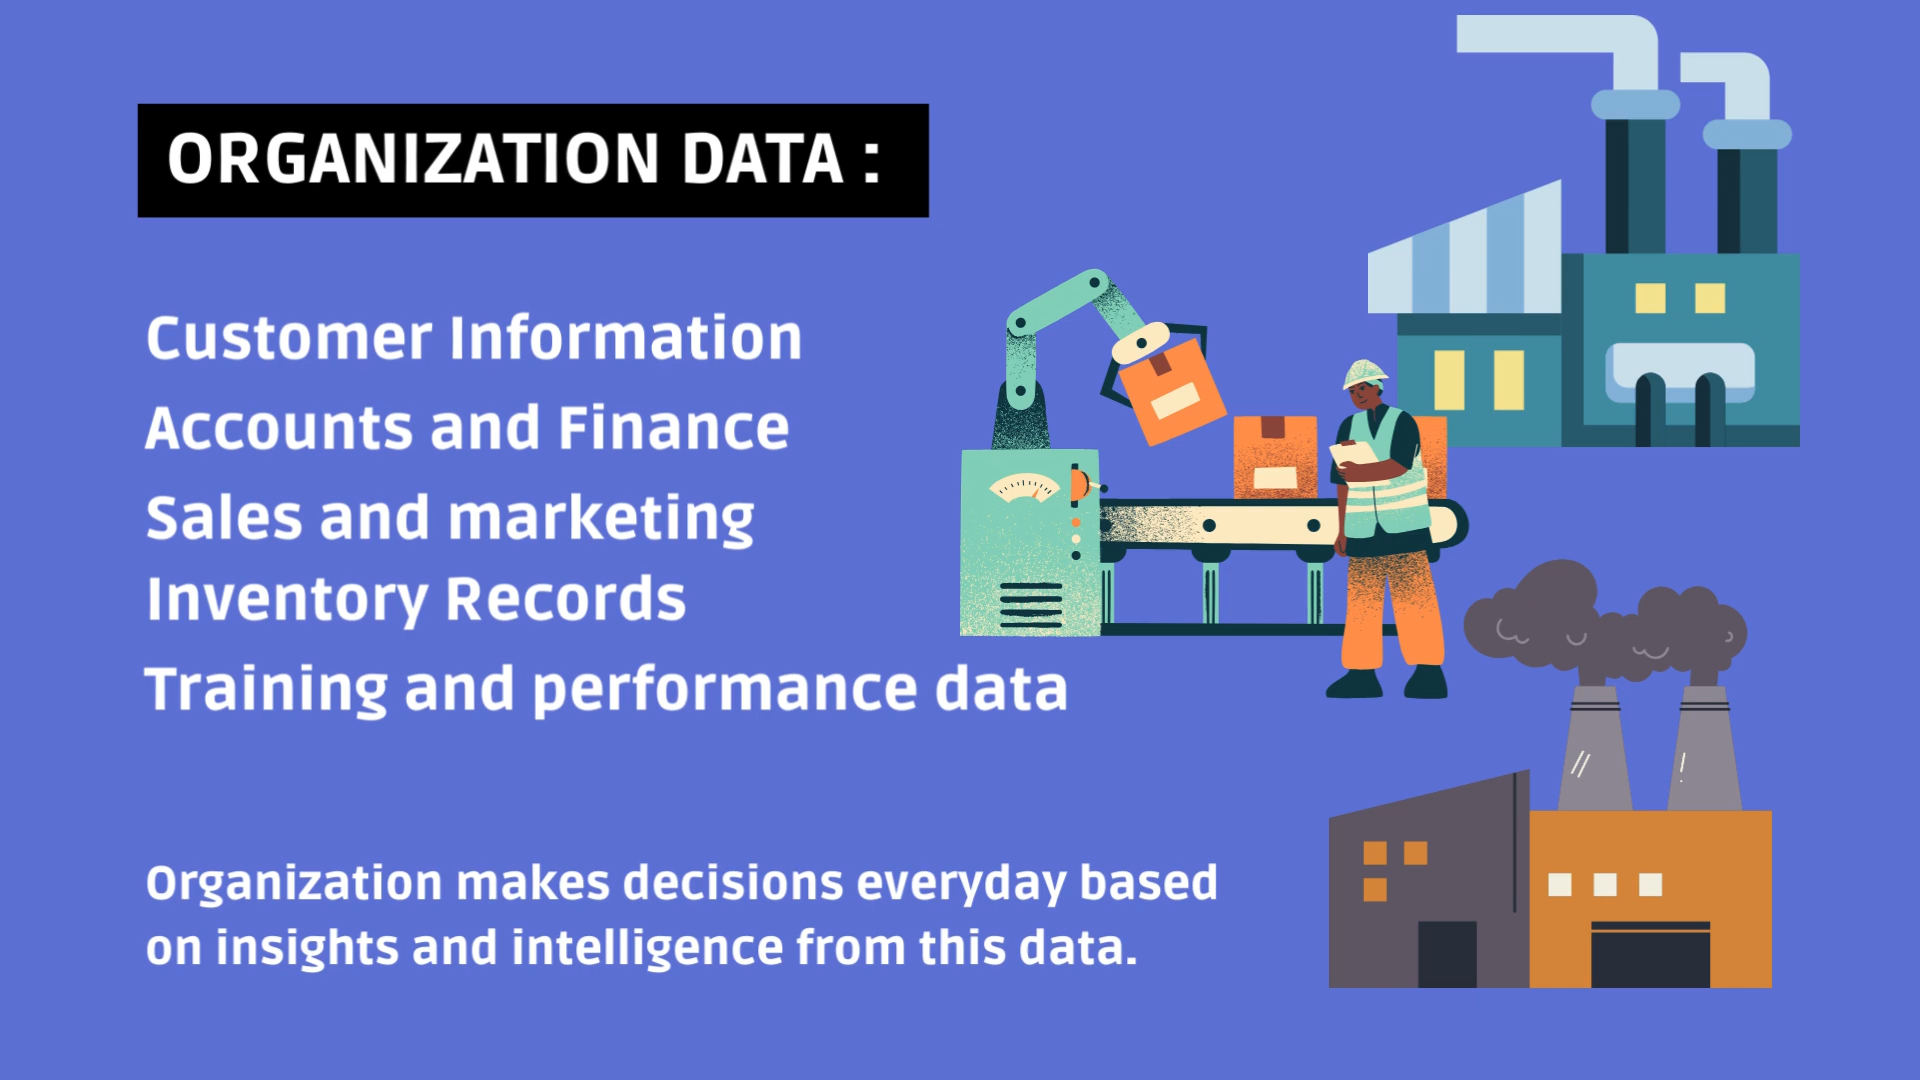 ORGANIZATION DATA :
Customer Information
Accounts and Finance
Sales and marketing
Inventory Records
Training and performance data
Organization makes decisions everyday based
on insights and intelligence from this data.